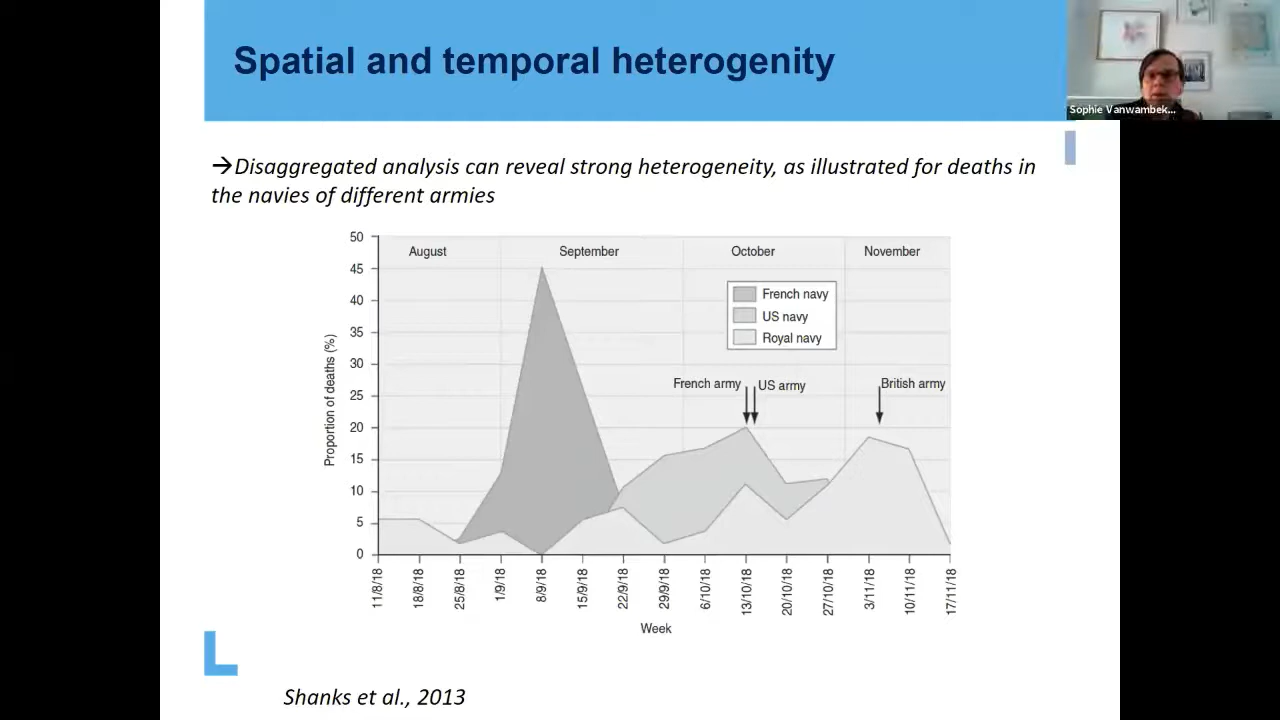 Spatial and temporal heterogenity
Sophie Vanwambek...
→Disaggregated analysis can reveal strong heterogeneity, as illustrated for deaths in
the navies of different armies
50
45
40
35
30
25
20
15
10
5
0
Proportion of deaths (%)
August
September
October
November
French navy
US navy
Royal navy
French army
US army
British army
11/8/18
18/8/18
25/8/18
1/9/18
8/9/18
15/9/18
22/9/18
29/9/18
6/10/18
13/10/18
20/10/18
27/10/18
3/11/18
10/11/18
17/11/18
Week
Shanks et al., 2013